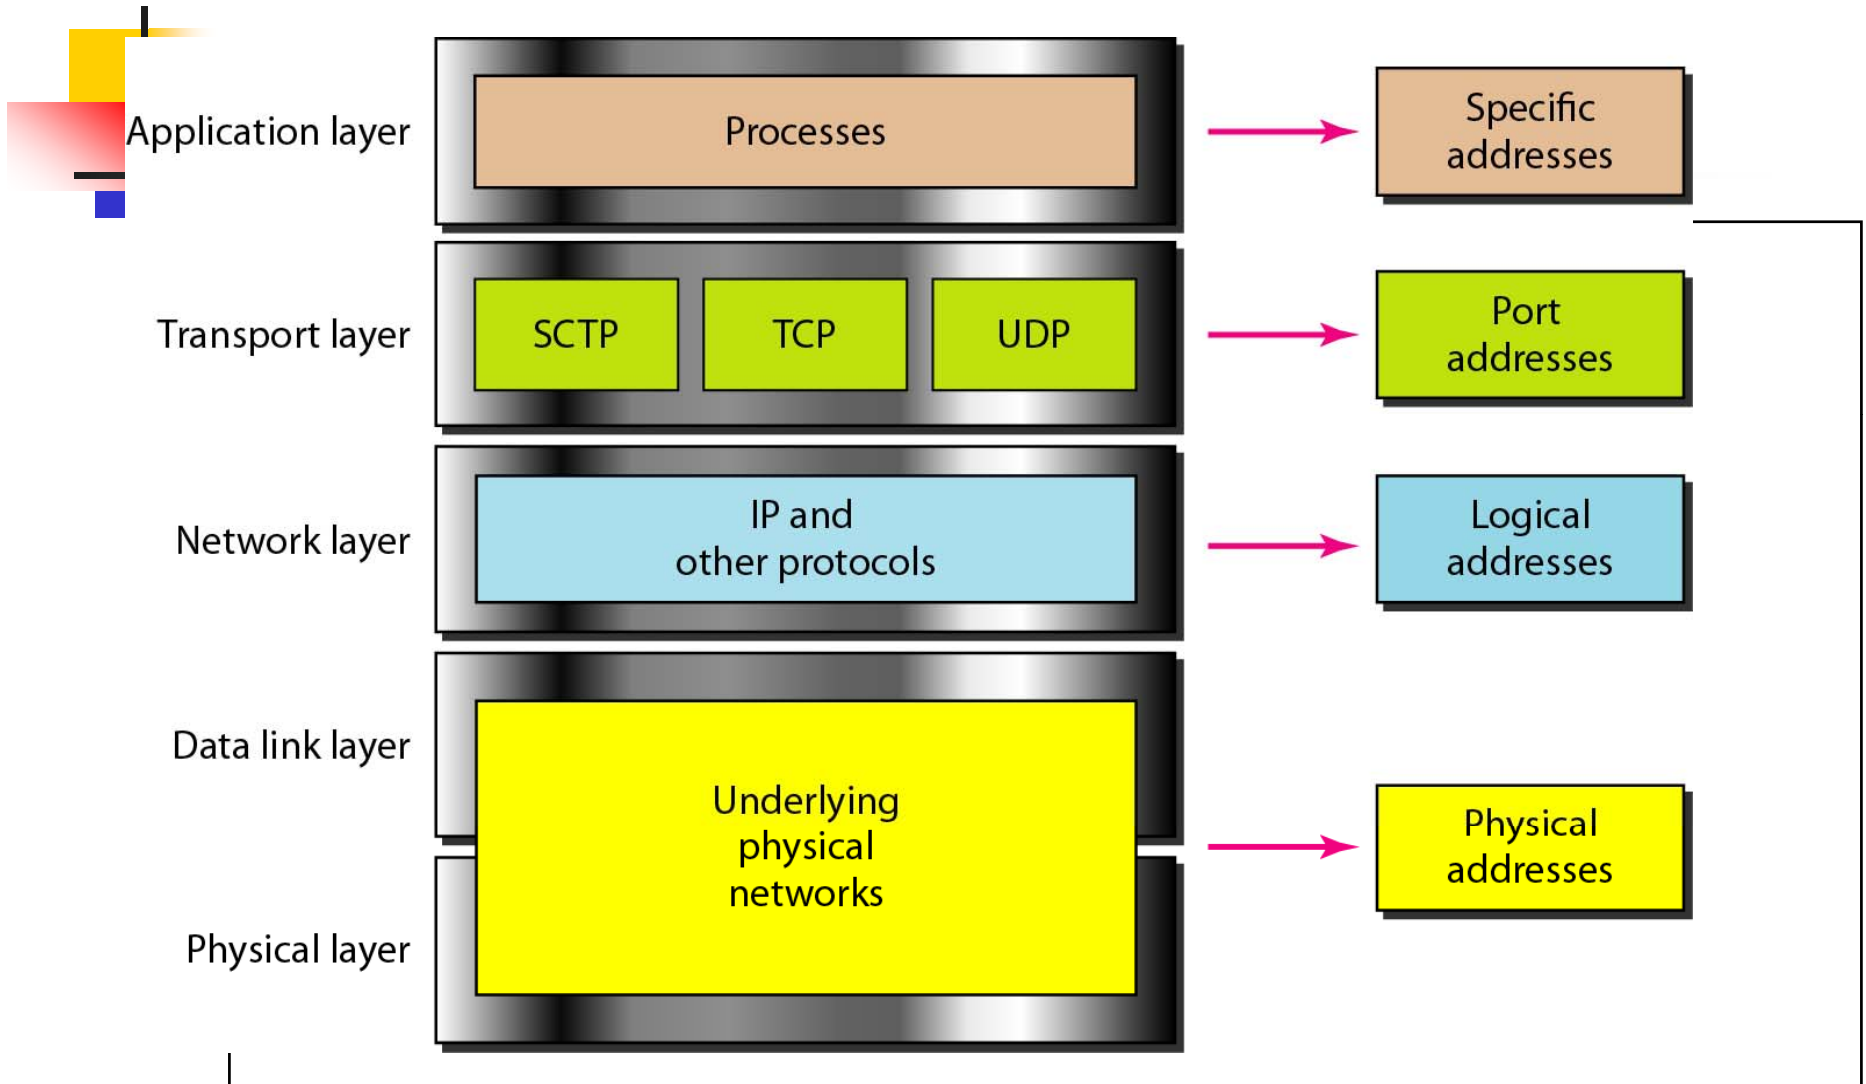 Application layer
Processes
Specific
addresses
Transport layer
SCTP
TCP
UDP
Port
addresses
Network layer
IP and
other protocols
Logical
addresses
Data link layer
Underlying
physical
networks
Physical
addresses
Physical layer